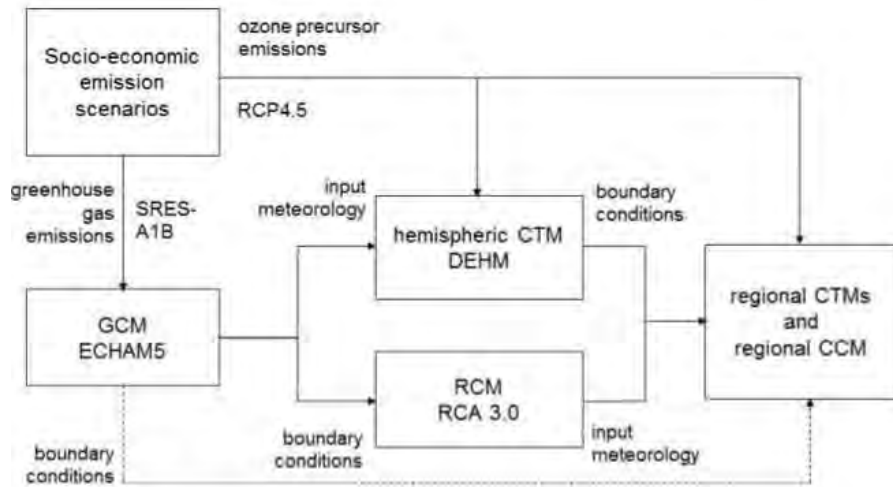 Socio-economic
emission
scenarios
ozone precursor
emissions
RCP4.5
greenhouse
gas
emissions
SRES-
A1B
input
meteorology
hemispheric CTM
DEHM
boundary
conditions
regional CTMs
and
regional CCM
GCM
ECHAM5
RCM
RCA 3.0
boundary
conditions
boundary
conditions
input
meteorology